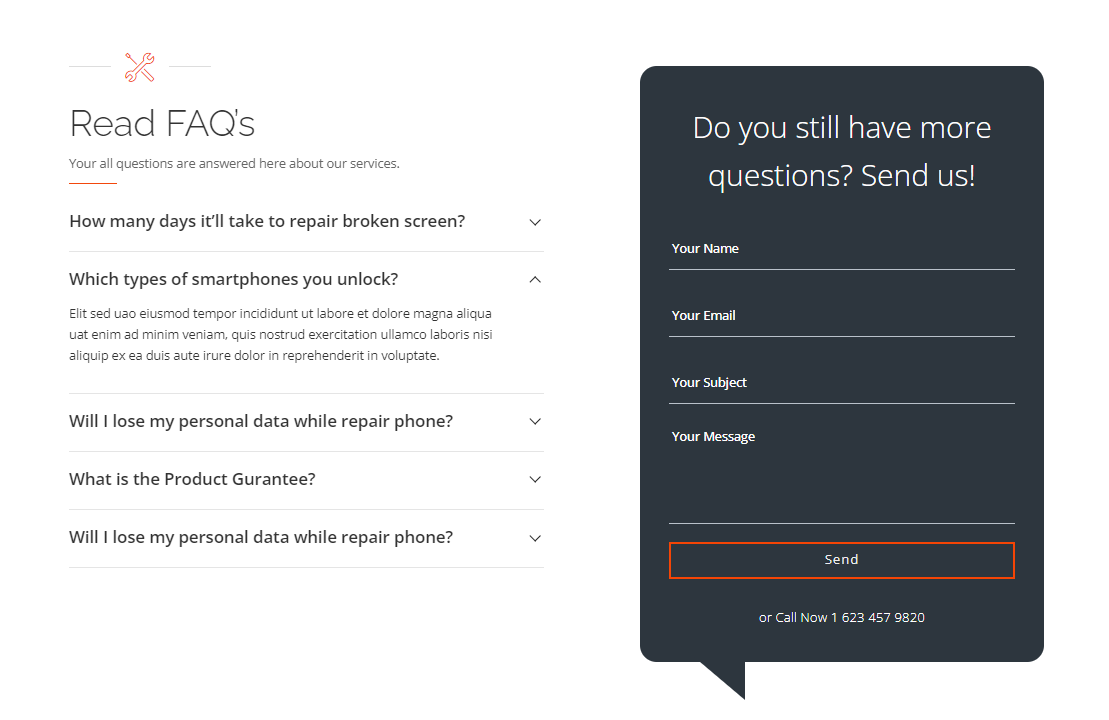 Read FAQ's
Your all questions are answered here about our services.
How many days it'll take to repair broken screen?
Which types of smartphones you unlock?
Elit sed uao eiusmod tempor incididunt ut labore et dolore magna aliqua
uat enim ad minim veniam, quis nostrud exercitation ullamco laboris nisi
aliquip ex ea duis aute irure dolor in reprehenderit in voluptate.
Will I lose my personal data while repair phone?
What is the Product Gurantee?
Will I lose my personal data while repair phone?
Do you still have more
questions? Send us!
Your Name
Your Email
Your Subject
Your Message
Send
or Call Now 1 623 457 9820